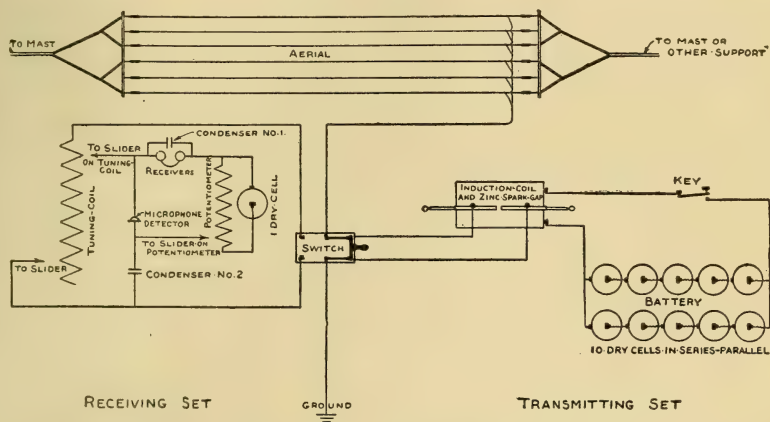 TO MAST
AERIAL
TO MAST OR
OTHER·SUPPORT
CONDENSER NO.1.
TO SLIDER
ON TUNING-
COIL
RECEIVERS
TUNING-COIL
POTENTIOMETER
1 DRY-CELL
MICROPHONE
DETECTOR
TO·SLIDER·ON
POTENTIOMETER
TO SLIDER
CONDENSER·NO.2
SWITCH
INDUCTION-COIL
AND ZINC·SPARK-GAP
KEY
BATTERY
10·DRY CELLS·IN·SERIES-PARALLEL
RECEIVING SET
GROUND
TRANSMITTING SET